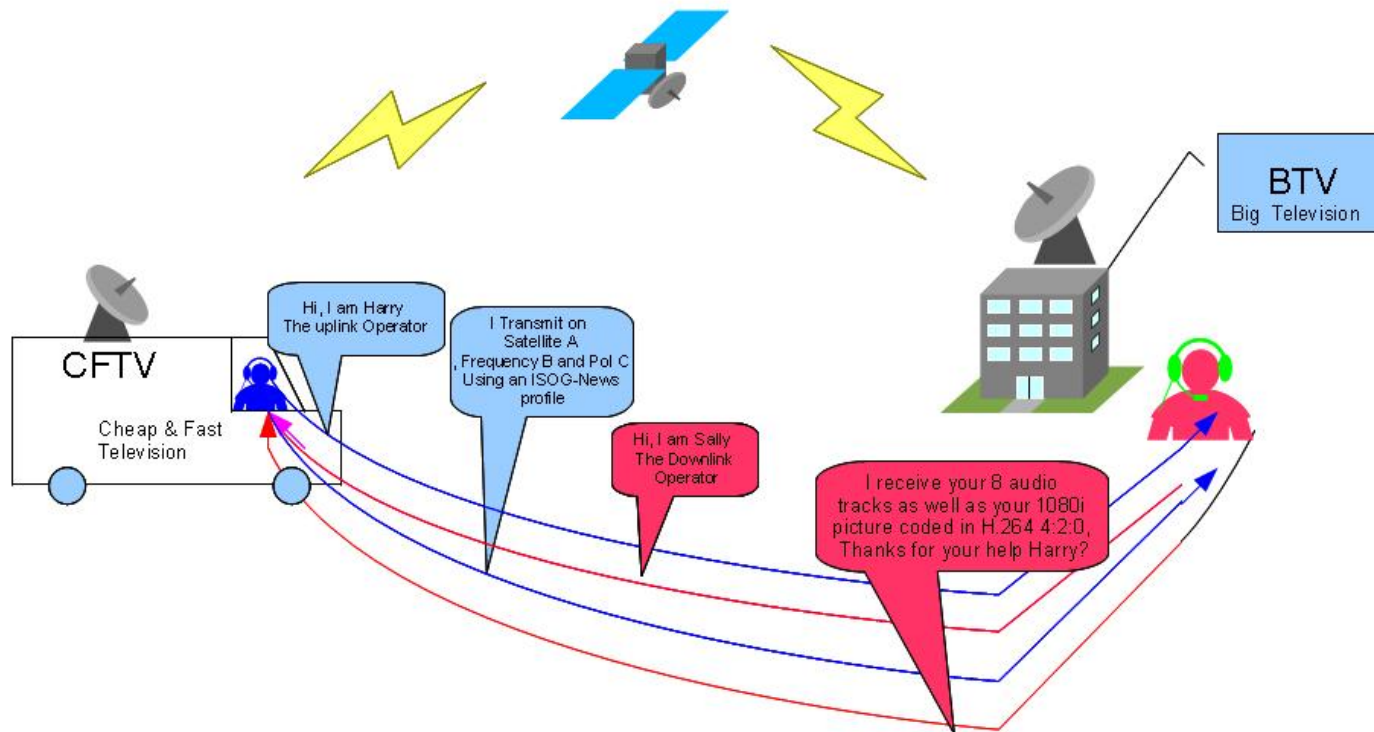 BTV
Big Television
CFTV
Cheap & Fast
Television
Hi, I am Harry
The uplink Operator
I Transmit on
Satellite A
, Frequency B and Pol C
Using an ISOG-News
profile
Hi, I am Sally
The Downlink
Operator
I receive your 8 audio
tracks as well as your 1080i
picture coded in H.264 4:2:0,
Thanks for your help Harry?